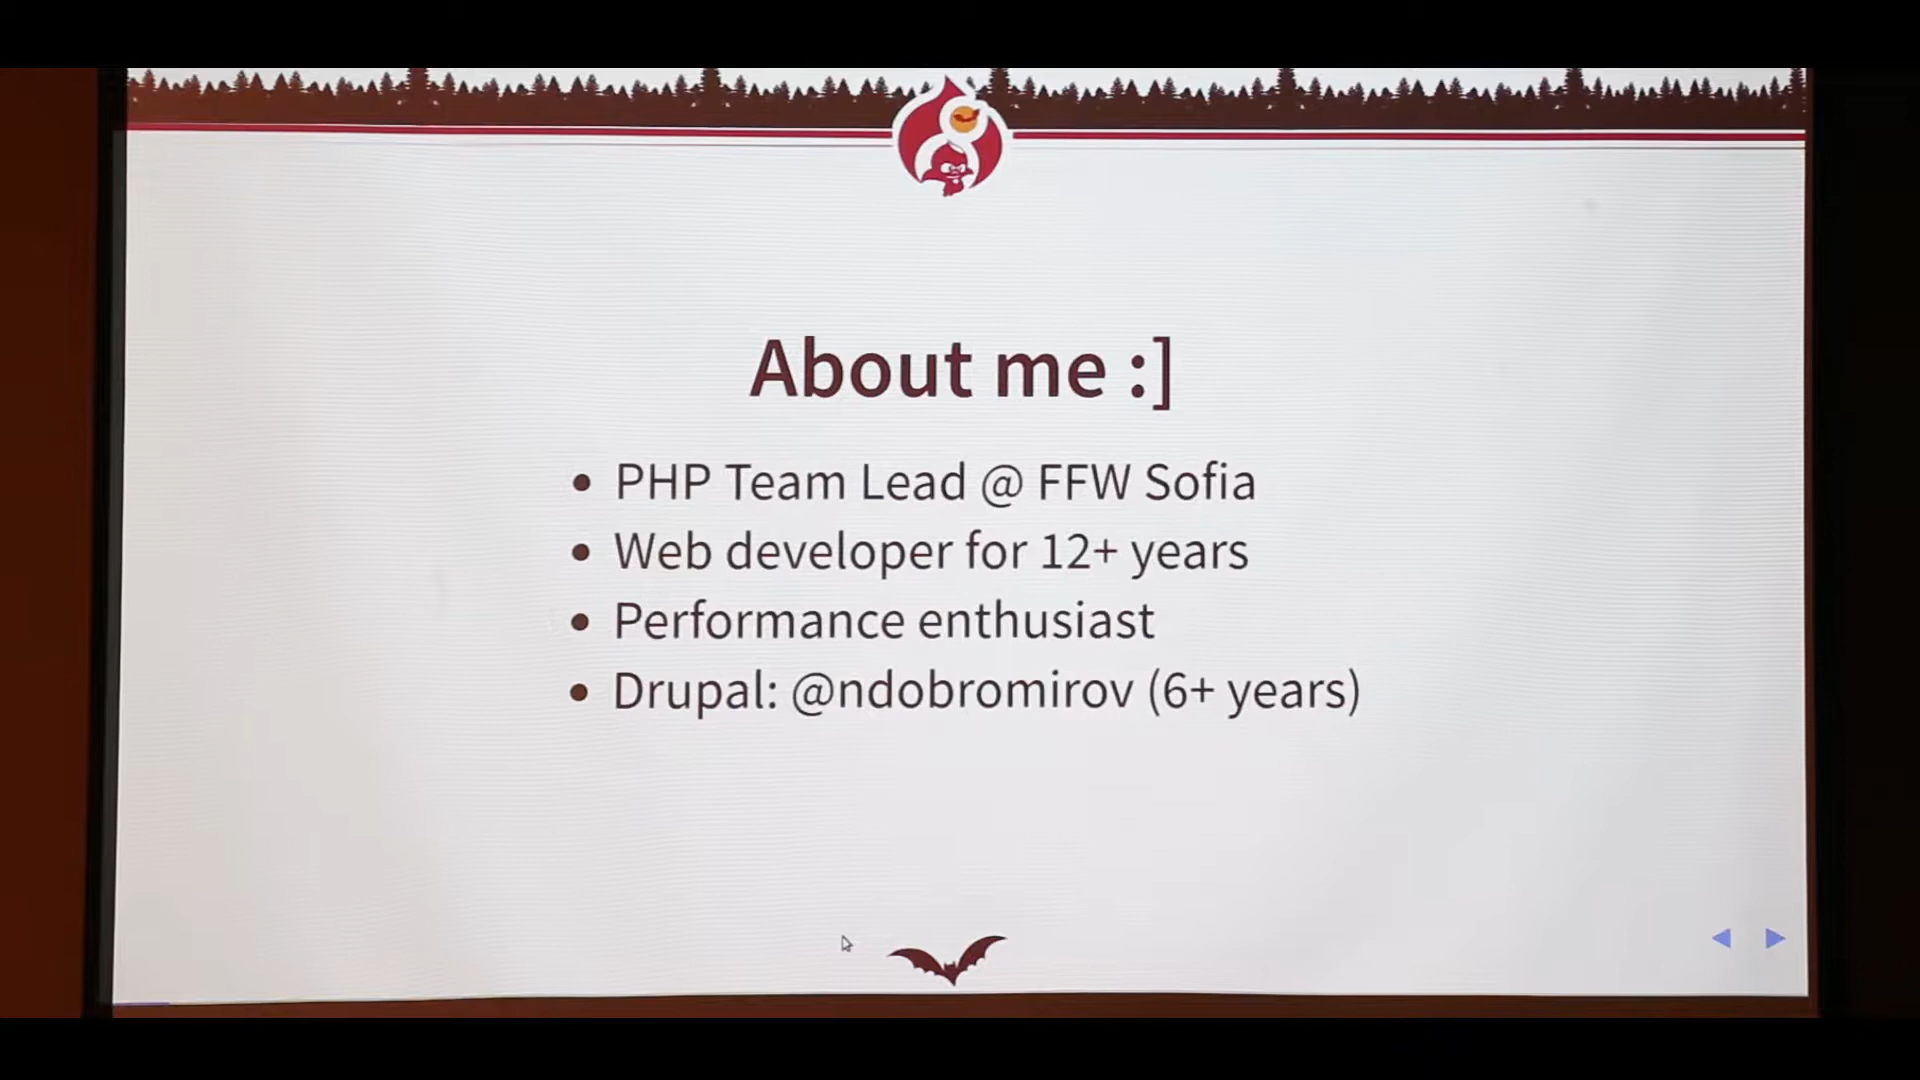 About me :]
PHP Team Lead @ FFW Sofia
Web developer for 12+ years
Performance enthusiast
Drupal: @ndobromirov (6+ years)